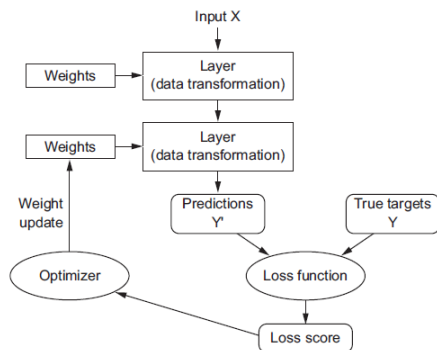 Input X
Weights
Layer
(data transformation)
Weights
Layer
(data transformation)
Weight
update
Predictions
Y'
True targets
Y
Optimizer
Loss function
Loss score